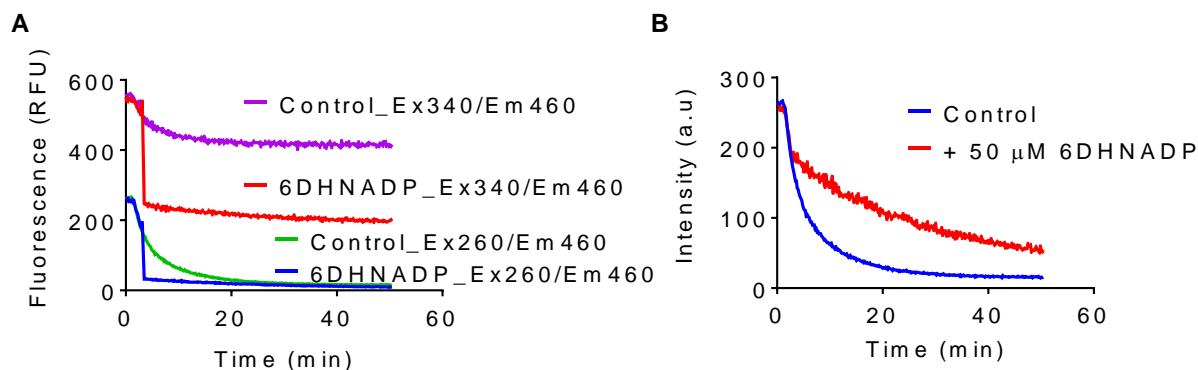 A
Fluorescence (RFU)
600
400
200
0
Control_Ex340/Em460
6DHNADP_Ex340/Em460
Control_Ex260/Em460
6DHNADP_Ex260/Em460
0 20 40 60
Time (min)
B
Intensity (a.u)
300
200
100
0
Control
+ 50 μM 6DHNADP
0 20 40 60
Time (min)